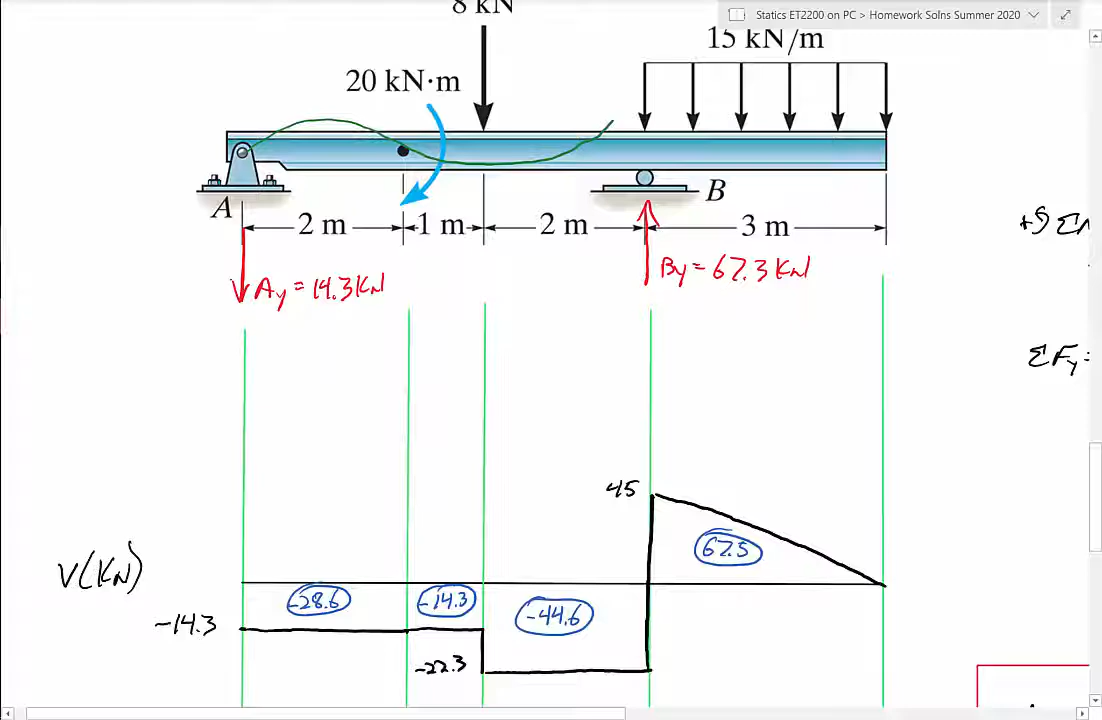 Statics ET2200 on PC > Homework Solns Summer 2020
8 kN
15 kN/m
20 kN·m
A
B
2 m
1 m
2 m
3 m
Ay = 14.3 KN
By = 67.3 KN
ΣFy =
45
67.5
V(KN)
-28.6
-14.3
-44.6
-14.3
-22.3